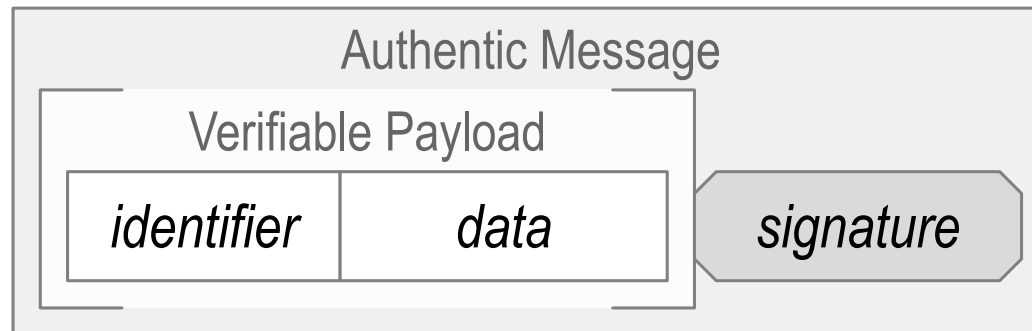 Authentic Message
Verifiable Payload
identifier data signature